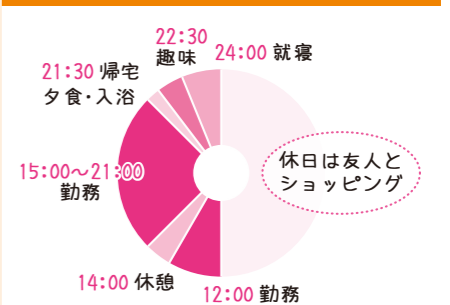 22:30
趣味
24:00 就寝
21:30 帰宅
夕食・入浴
休日は友人と
ショッピング
15:00〜21:00
勤務
14:00 休憩
12:00 勤務